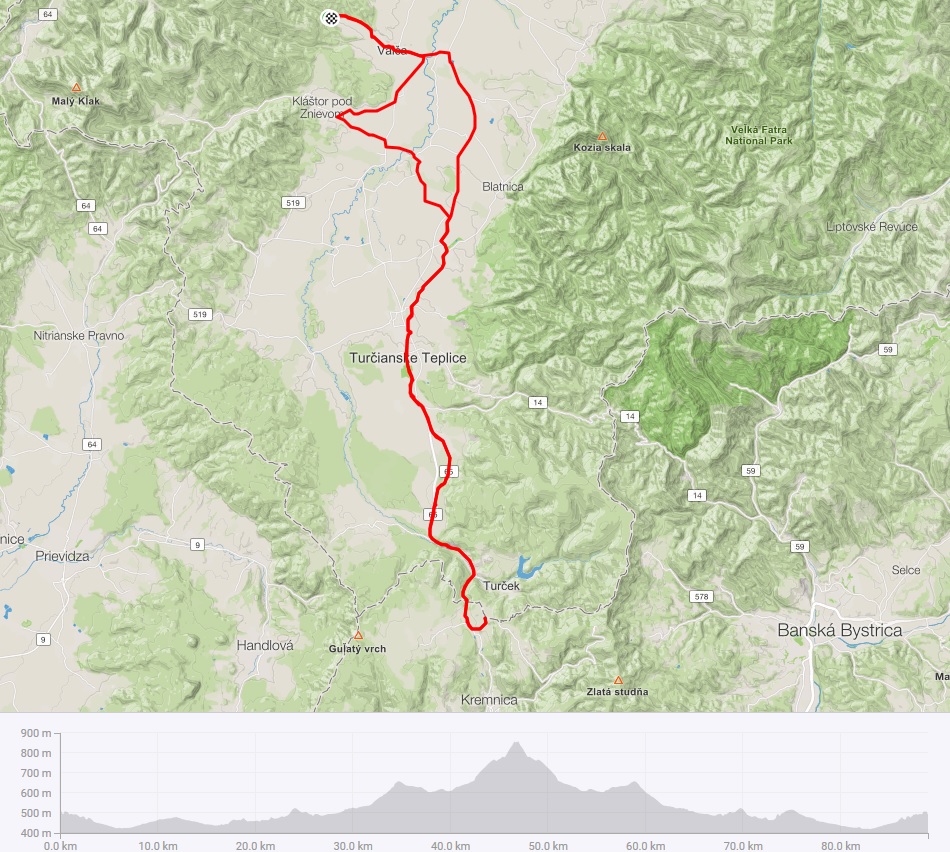 64
Valča
Malý Kľak
Kláštor pod
Znievom
Veľká Fatra
National Park
Kozia skala
Blatnica
64
519
64
Liptovské Revúce
519
Nitrianske Pravno
59
Turčianske Teplice
14
14
64
65
59
14
65
nice
9
59
Prievidza
Selce
Turček
578
9
Banská Bystrica
Handlová
Gulatý vrch
Ma
Zlatá studňa
Kremnica
900 m
800 m
700 m
600 m
500 m
400 m
0.0 km
10.0 km
20.0 km
30.0 km
40.0 km
50.0 km
60.0 km
70.0 km
80.0 km